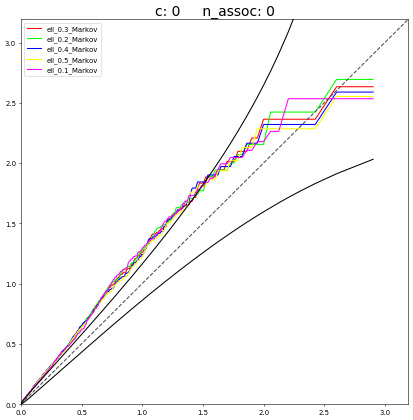 c: 0 n_assoc: 0
ell_0.3_Markov
ell_0.2_Markov
ell_0.4_Markov
ell_0.5_Markov
ell_0.1_Markov
3.0
2.5
2.0
1.5
1.0
0.5
0.0
0.0 0.5 1.0 1.5 2.0 2.5 3.0